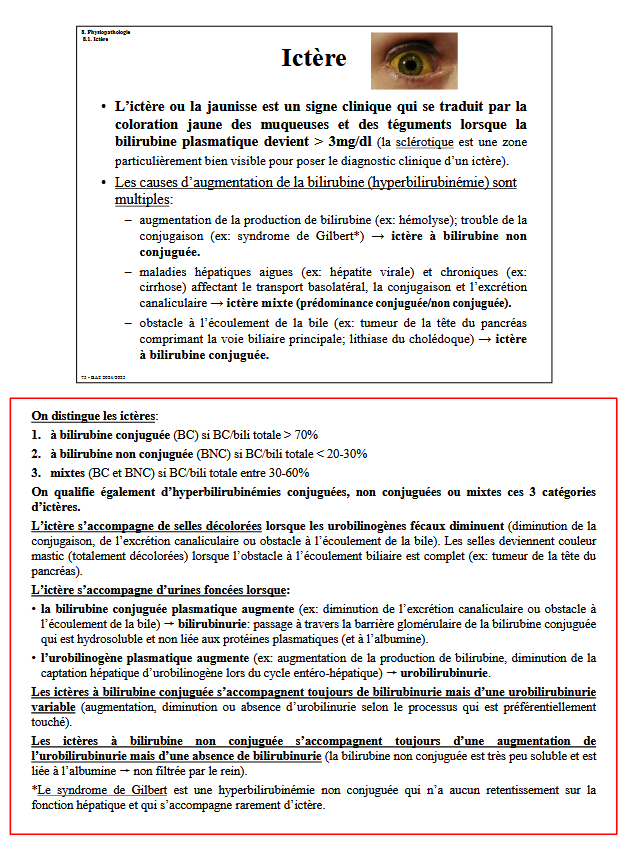 8. Physiopathologie
8.1. Ictère
Ictère
• L’ictère ou la jaunisse est un signe clinique qui se traduit par la
coloration jaune des muqueuses et des téguments lorsque la
bilirubine plasmatique devient > 3mg/dl (la sclérotique est une zone
particulièrement bien visible pour poser le diagnostic clinique d’un ictère).
• Les causes d’augmentation de la bilirubine (hyperbilirubinémie) sont
multiples:
– augmentation de la production de bilirubine (ex: hémolyse); trouble de la
conjugaison (ex: syndrome de Gilbert*) → ictère à bilirubine non
conjuguée.
– maladies hépatiques aigues (ex: hépatite virale) et chroniques (ex:
cirrhose) affectant le transport basolatéral, la conjugaison et l’excrétion
canaliculaire → ictère mixte (prédominance conjuguée/non conjuguée).
– obstacle à l’écoulement de la bile (ex: tumeur de la tête du pancréas
comprimant la voie biliaire principale; lithiase du cholédoque) → ictère
à bilirubine conjuguée.
On distingue les ictères:
1. à bilirubine conjuguée (BC) si BC/bili totale > 70%
2. à bilirubine non conjuguée (BNC) si BC/bili totale < 20-30%
3. mixtes (BC et BNC) si BC/bili totale entre 30-60%
On qualifie également d’hyperbilirubinémies conjuguées, non conjuguées ou mixtes ces 3 catégories
d’ictères.
L’ictère s’accompagne de selles décolorées lorsque les urobilinogènes fécaux diminuent (diminution de la
conjugaison, de l’excrétion canaliculaire ou obstacle à l’écoulement de la bile). Les selles deviennent couleur
mastic (totalement décolorées) lorsque l’obstacle à l’écoulement biliaire est complet (ex: tumeur de la tête du
pancréas).
L’ictère s’accompagne d’urines foncées lorsque:
• la bilirubine conjuguée plasmatique augmente (ex: diminution de l’excrétion canaliculaire ou obstacle à
l’écoulement de la bile) → bilirubinurie: passage à travers la barrière glomérulaire de la bilirubine conjuguée
qui est hydrosoluble et non liée aux protéines plasmatiques (et à l’albumine).
• l’urobilinogène plasmatique augmente (ex: augmentation de la production de bilirubine, diminution de la
captation hépatique d’urobilinogène lors du cycle entéro-hépatique) → urobilirubinurie.
Les ictères à bilirubine conjuguée s’accompagnent toujours de bilirubinurie mais d’une urobilirubinurie
variable (augmentation, diminution ou absence d’urobilinurie selon le processus qui est préférentiellement
touché).
Les ictères à bilirubine non conjuguée s’accompagnent toujours d’une augmentation de
l’urobilirubinurie mais d’une absence de bilirubinurie (la bilirubine non conjuguée est très peu soluble et est
liée à l’albumine → non filtrée par le rein).
*Le syndrome de Gilbert est une hyperbilirubinémie non conjuguée qui n’a aucun retentissement sur la
fonction hépatique et qui s’accompagne rarement d’ictère.